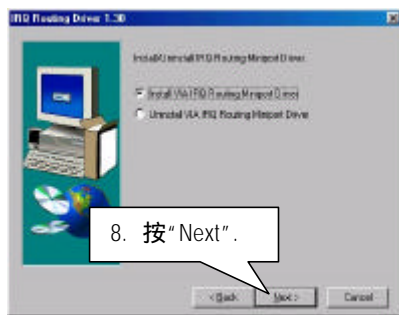 IRQ Routing Driver 1.30
Install/Uninstall IRQ Routing Miniport Driver.
Install VIA IRQ Routing Miniport Driver
Uninstall VIA IRQ Routing Miniport Driver
8. 按“Next”.
< Back
Next >
Cancel